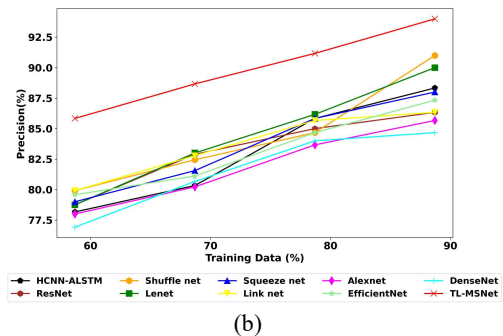 92.5
90.0
87.5
85.0
82.5
80.0
77.5
Precision(%)
60 70 80 90
Training Data (%)
HCNN-ALSTM Shuffle net Squeeze net Alexnet DenseNet
ResNet Lenet Link net EfficientNet TL-MSNet
(b)